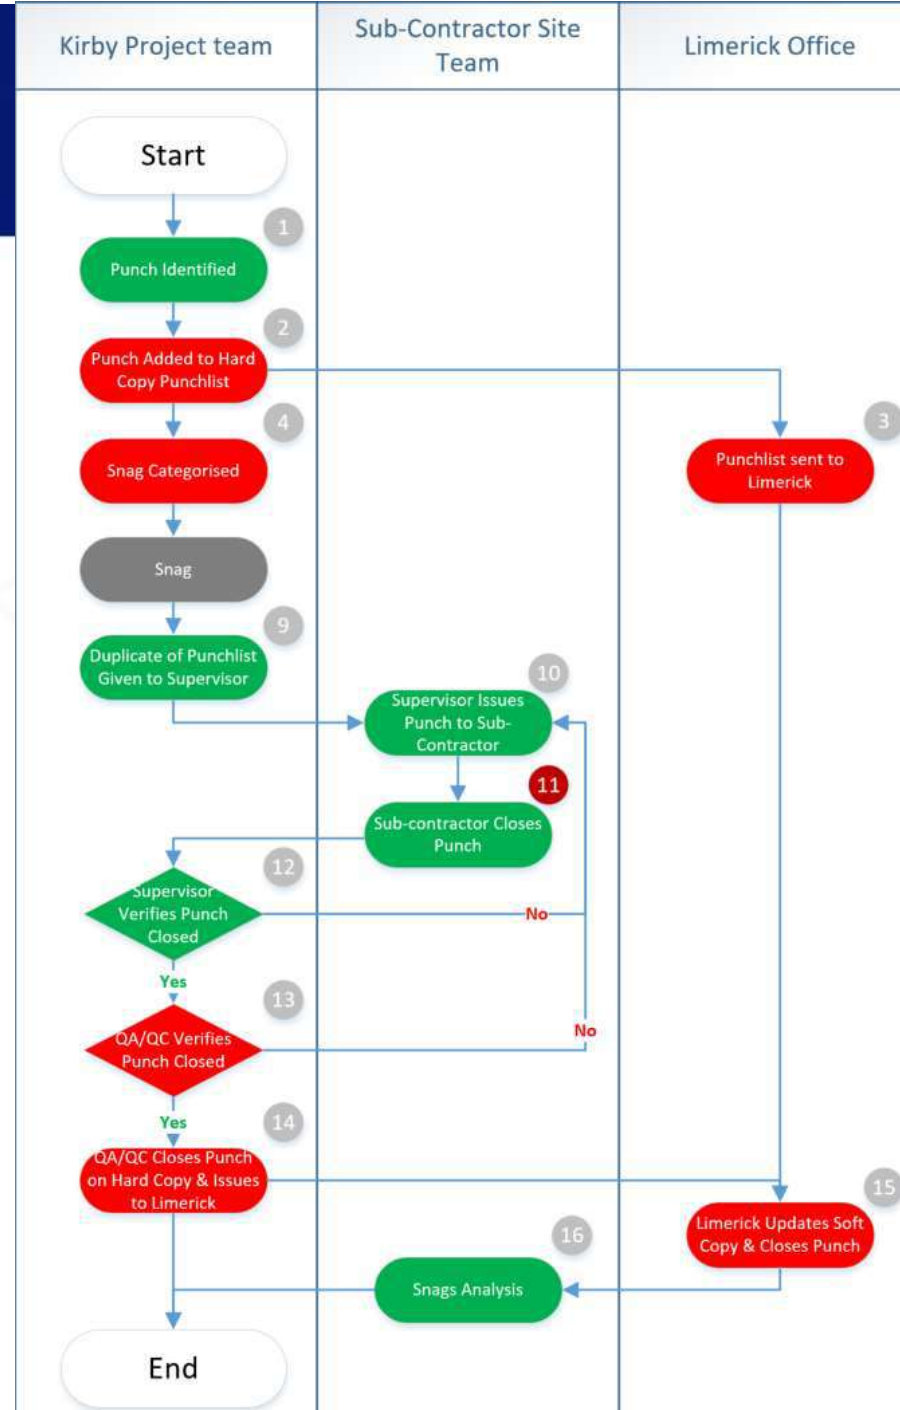 Kirby Project team
Sub-Contractor Site
Team
Limerick Office
Start
1
Punch Identified
2
Punch Added to Hard
Copy Punchlist
4
3
Snag Categorised
Punchlist sent to
Limerick
Snag
9
Duplicate of Punchlist
Given to Supervisor
10
Supervisor Issues
Punch to Sub-
Contractor
11
Sub-contractor Closes
Punch
12
Supervisor
Verifies Punch
Closed
No
Yes
13
QA/QC Verifies
Punch Closed
No
Yes
14
QA/QC Closes Punch
on Hard Copy & Issues
to Limerick
15
Limerick Updates Soft
Copy & Closes Punch
16
Snags Analysis
End